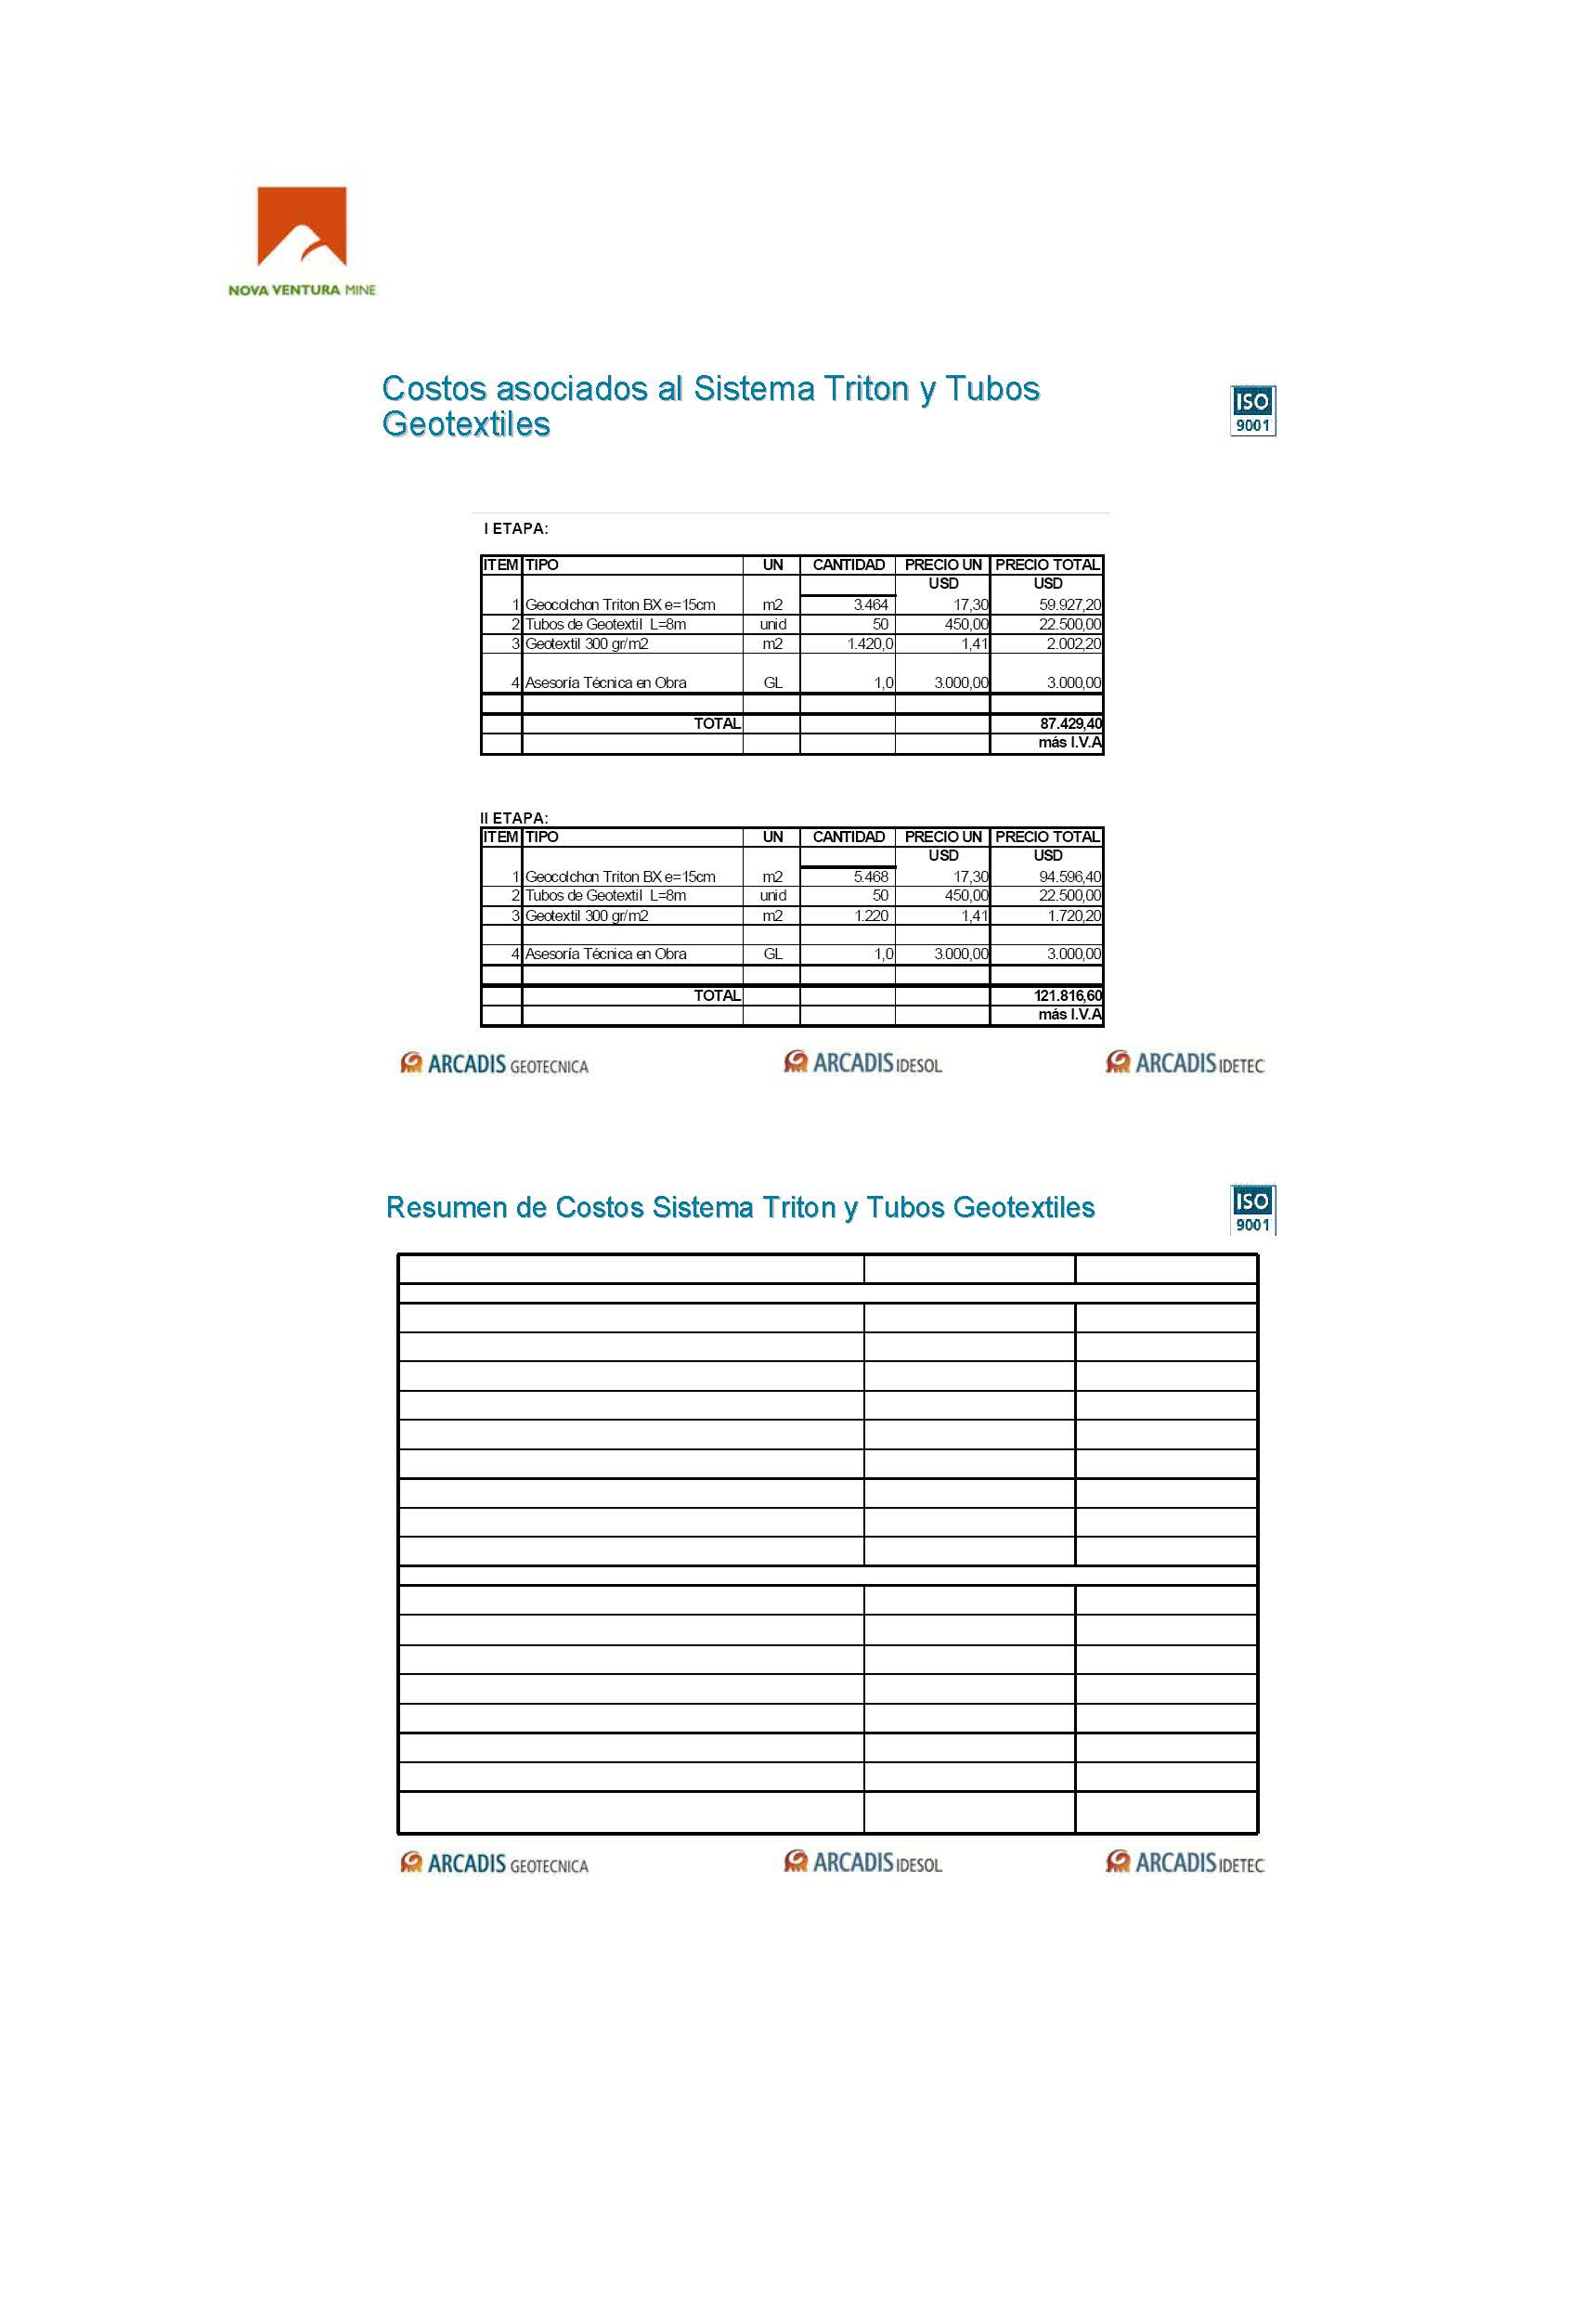 NOVA VENTURA MINE
Costos asociados al Sistema Triton y Tubos
Geotextiles
ISO
9001
I ETAPA:
ITEM TIPO UN CANTIDAD PRECIO UN PRECIO TOTAL
USD USD
1 Geocolchon Triton BX e=15cm m2 3.464 17,30 59.927,20
2 Tubos de Geotextil L=8m unid 50 450,00 22.500,00
3 Geotextil 300 gr/m2 m2 1.420,0 1,41 2.002,20
4 Asesoría Técnica en Obra GL 1,0 3.000,00 3.000,00
TOTAL 87.429,40
más I.V.A
II ETAPA:
ITEM TIPO UN CANTIDAD PRECIO UN PRECIO TOTAL
USD USD
1 Geocolchon Triton BX e=15cm m2 5.468 17,30 94.596,40
2 Tubos de Geotextil L=8m unid 50 450,00 22.500,00
3 Geotextil 300 gr/m2 m2 1.220 1,41 1.720,20
4 Asesoría Técnica en Obra GL 1,0 3.000,00 3.000,00
TOTAL 121.816,60
más I.V.A
ARCADIS GEOTECNICA ARCADIS IDESOL ARCADIS IDETEC
Resumen de Costos Sistema Triton y Tubos Geotextiles
ISO
9001
ARCADIS GEOTECNICA ARCADIS IDESOL ARCADIS IDETEC